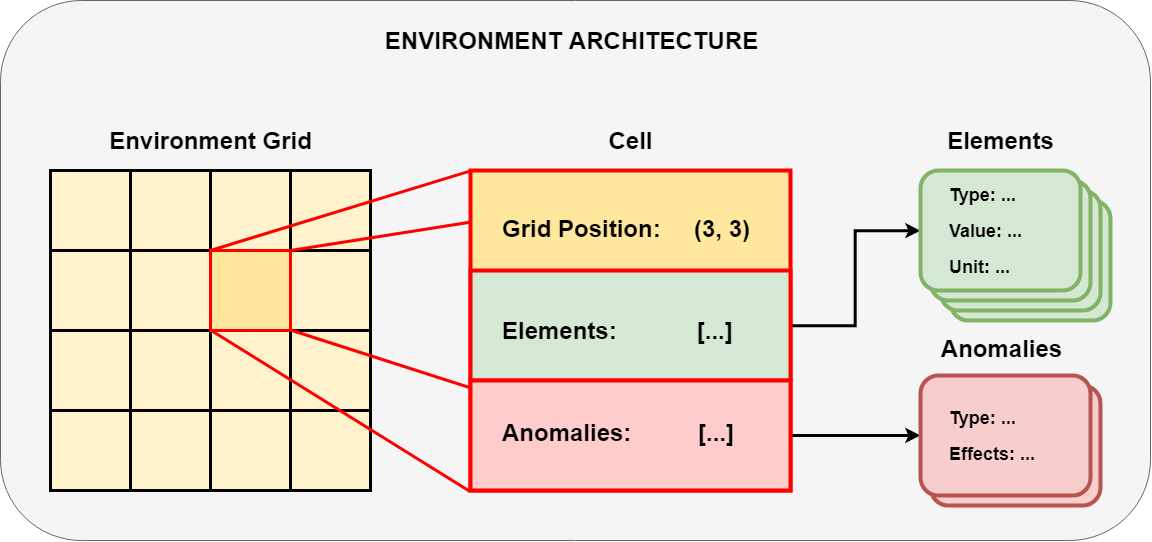 ENVIRONMENT ARCHITECTURE
Environment Grid
Cell
Grid Position: (3, 3)
Elements: [...]
Anomalies: [...]
Elements
Type: ...
Value: ...
Unit: ...
Anomalies
Type: ...
Effects: ...